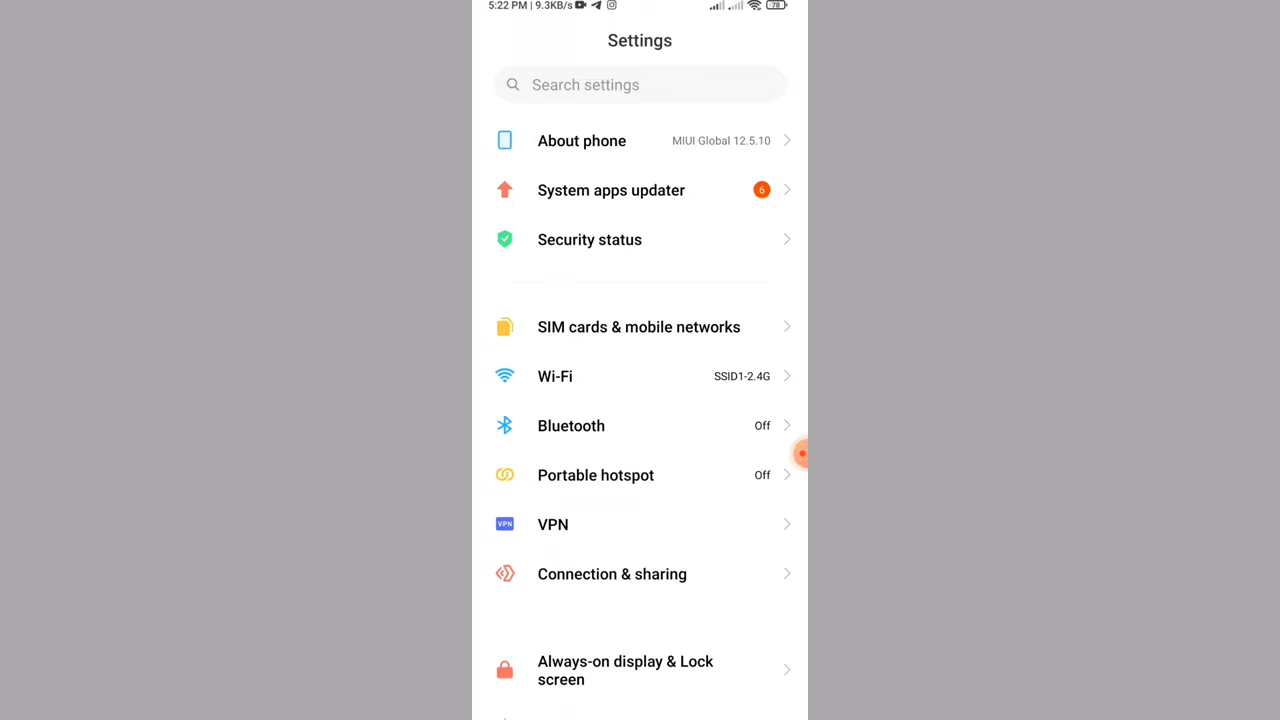 5:22 PM | 9.3KB/s
78
Settings
Search settings
About phone
MIUI Global 12.5.10
System apps updater
6
Security status
SIM cards & mobile networks
Wi-Fi
SSID1-2.4G
Bluetooth
Off
Portable hotspot
Off
VPN
VPN
Connection & sharing
Always-on display & Lock
screen